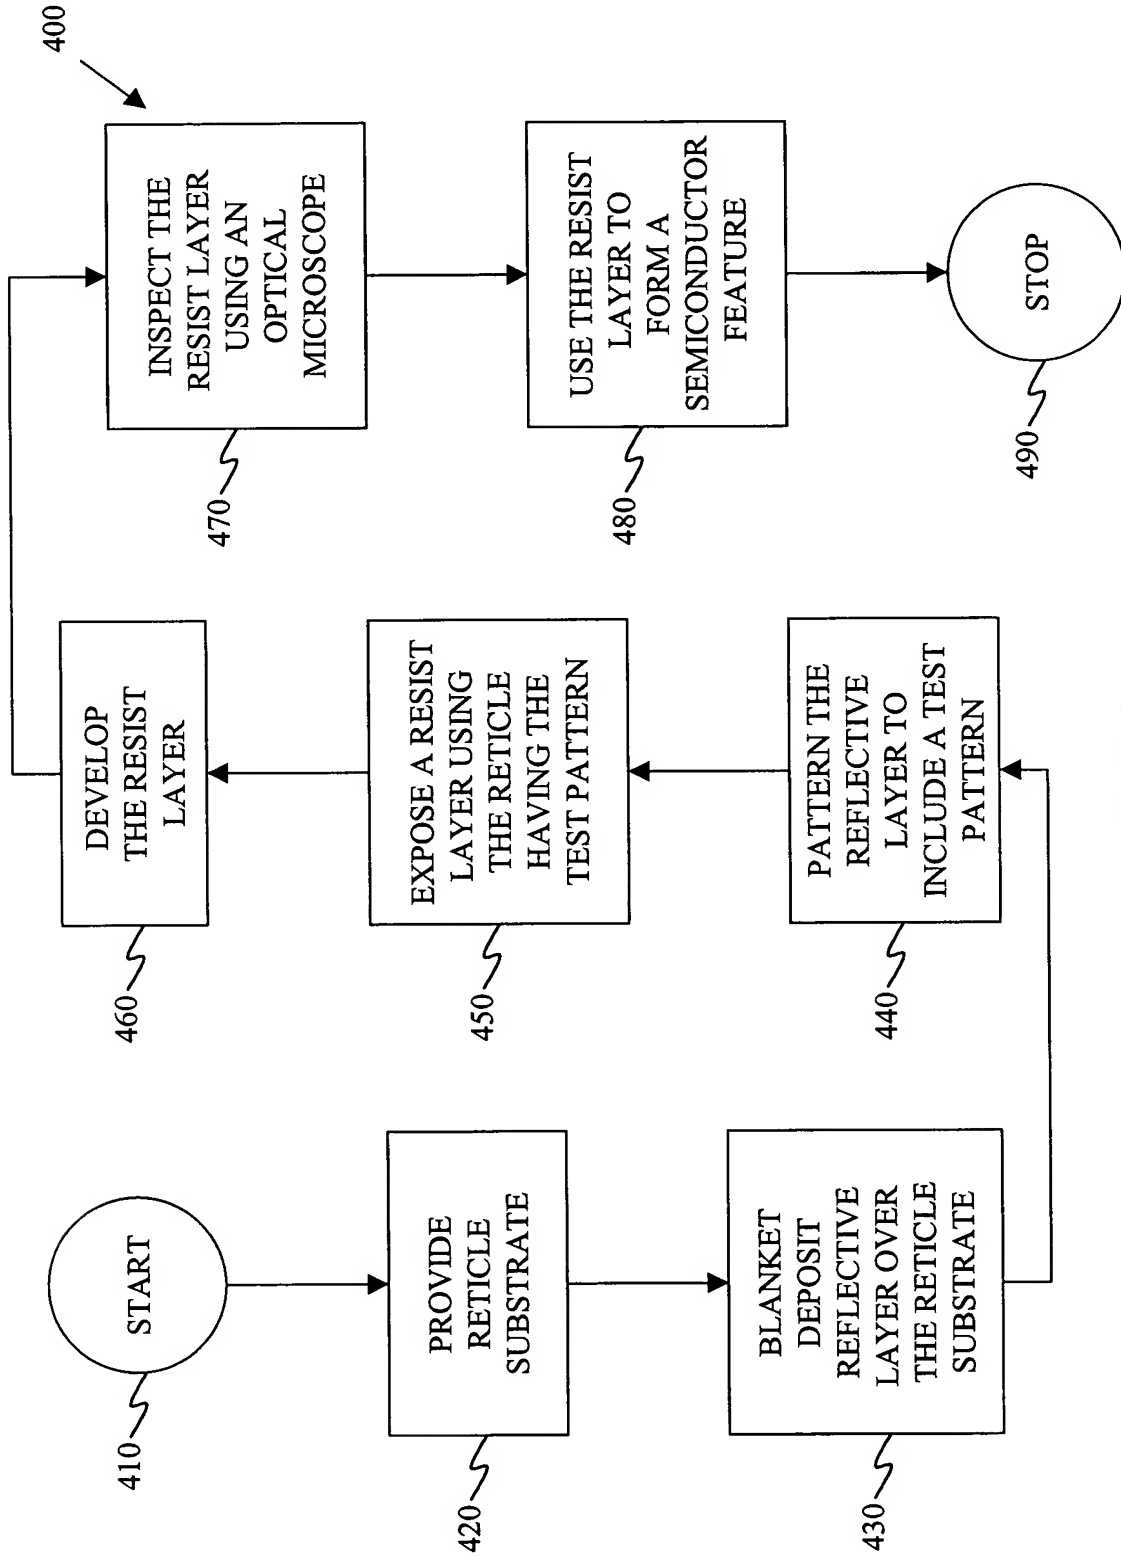 400
START
410
PROVIDE
RETICLE
SUBSTRATE
420
BLANKET
DEPOSIT
REFLECTIVE
LAYER OVER
THE RETICLE
SUBSTRATE
430
PATTERN THE
REFLECTIVE
LAYER TO
INCLUDE A TEST
PATTERN
440
EXPOSE A RESIST
LAYER USING
THE RETICLE
HAVING THE
TEST PATTERN
450
DEVELOP
THE RESIST
LAYER
460
INSPECT THE
RESIST LAYER
USING AN
OPTICAL
MICROSCOPE
470
USE THE RESIST
LAYER TO
FORM A
SEMICONDUCTOR
FEATURE
480
STOP
490